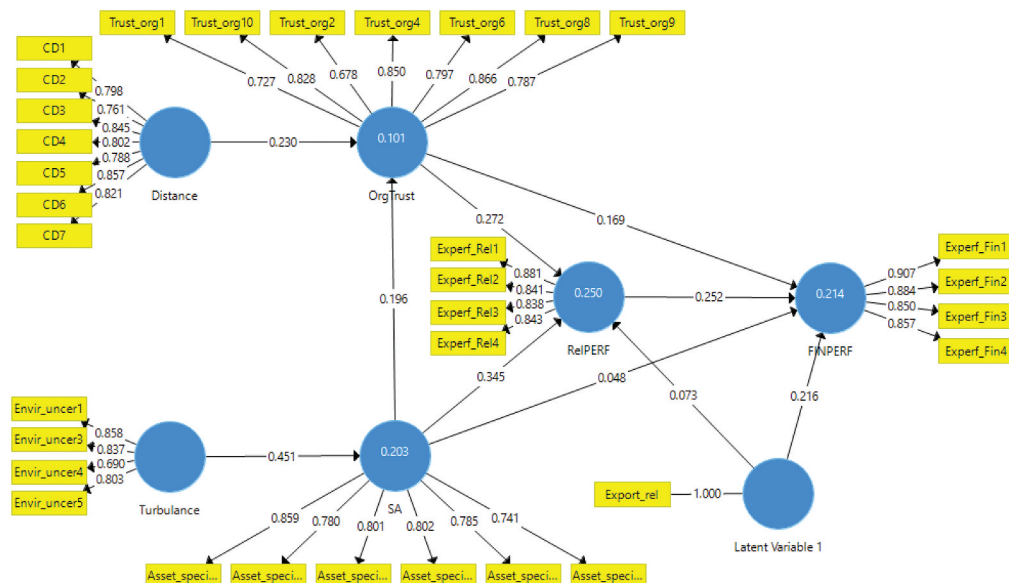 Trust_org1 Trust_org10 Trust_org2 Trust_org4 Trust_org6 Trust_org8 Trust_org9
CD1
CD2
CD3
CD4
CD5
CD6
CD7
0.798
0.761
0.845
0.802
0.788
0.857
0.821
0.727 0.828 0.678 0.850 0.797 0.866 0.787
Distance
0.230
0.101
OrgTrust
0.272
0.169
0.196
Experf_Rel1
Experf_Rel2
Experf_Rel3
Experf_Rel4
0.881
0.841
0.838
0.843
0.250
RelPERF
0.252
0.214
FINPERF
0.907
0.884
0.850
0.857
Experf_Fin1
Experf_Fin2
Experf_Fin3
Experf_Fin4
0.345
0.048
0.073
0.216
Envir_uncer1
Envir_uncer3
Envir_uncer4
Envir_uncer5
0.858
0.837
0.690
0.803
Turbulance
0.451
0.203
SA
Export_rel
1.000
Latent Variable 1
0.859 0.780 0.801 0.802 0.785 0.741
Asset_speci... Asset_speci... Asset_speci... Asset_speci... Asset_speci... Asset_speci...